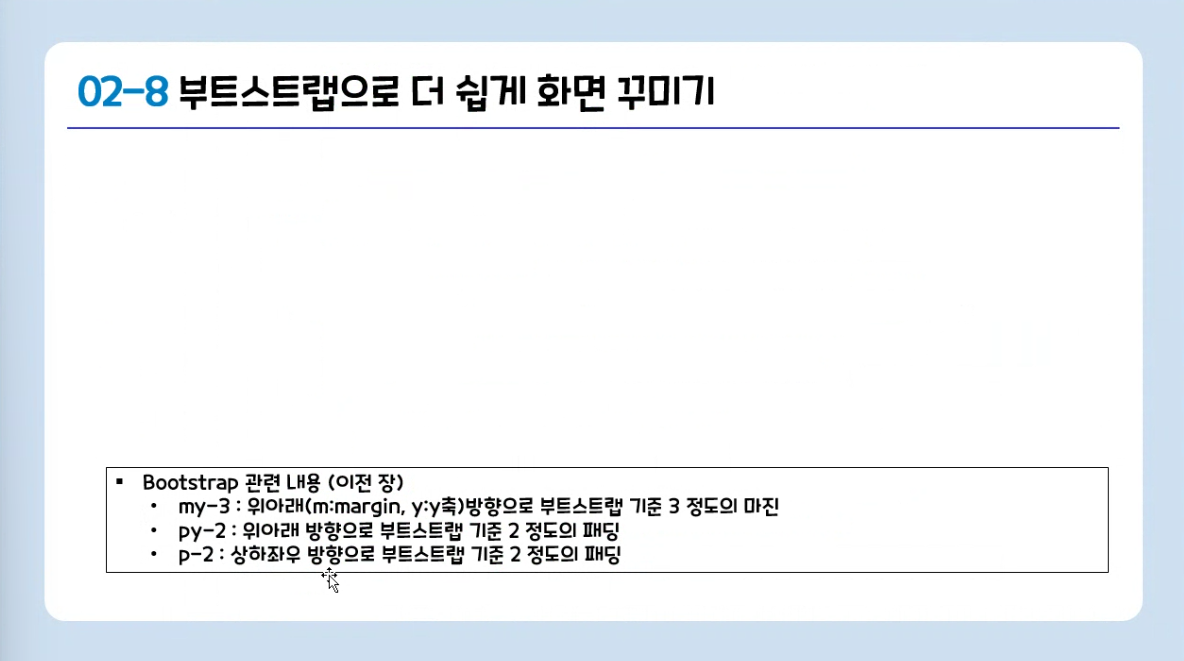 02-8 부트스트랩으로 더 쉽게 화면 꾸미기
▪ Bootstrap 관련 내용 (이전 장)
• my-3 : 위아래(m:margin, y:y축)방향으로 부트스트랩 기준 3 정도의 마진
• py-2 : 위아래 방향으로 부트스트랩 기준 2 정도의 패딩
• p-2 : 상하좌우 방향으로 부트스트랩 기준 2 정도의 패딩